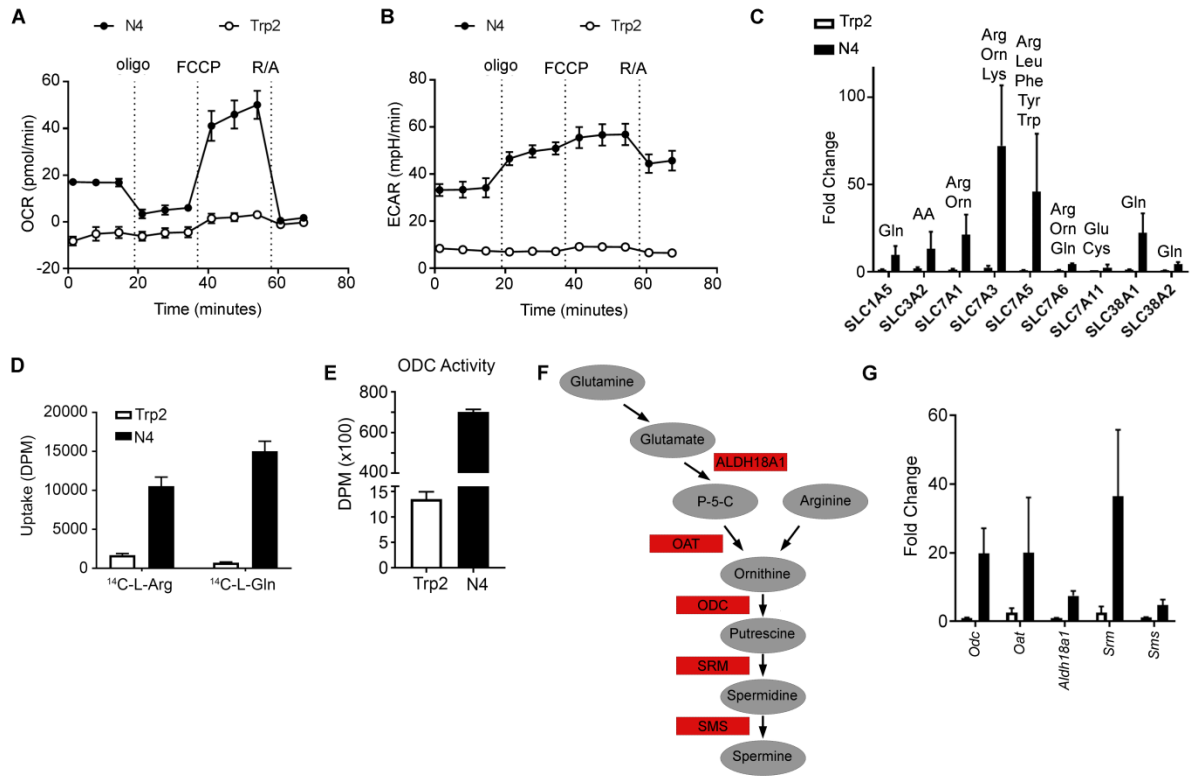 A
N4
Trp2
oligo
FCCP
R/A
60
40
20
0
-20
OCR (pmol/min)
0
20
40
60
80
Time (minutes)
B
N4
Trp2
oligo
FCCP
R/A
80
60
40
20
0
ECAR (mpH/min)
0
20
40
60
80
Time (minutes)
C
Trp2
N4
100
50
0
Fold Change
Gln
AA
Arg
Orn
Arg
Orn
Lys
Arg
Leu
Phe
Tyr
Trp
Arg
Orn
Gln
Glu
Cys
Gln
Gln
SLC1A5
SLC3A2
SLC7A1
SLC7A3
SLC7A5
SLC7A6
SLC7A11
SLC38A1
SLC38A2
D
Trp2
N4
20000
15000
10000
5000
0
Uptake (DPM)
¹⁴C-L-Arg
¹⁴C-L-Gln
E
ODC Activity
800
700
600
500
400
15
10
5
0
DPM (x100)
Trp2
N4
F
Glutamine
Glutamate
ALDH18A1
P-5-C
Arginine
OAT
Ornithine
ODC
Putrescine
SRM
Spermidine
SMS
Spermine
G
60
40
20
0
Fold Change
Odc
Oat
Aldh18a1
Srm
Sms